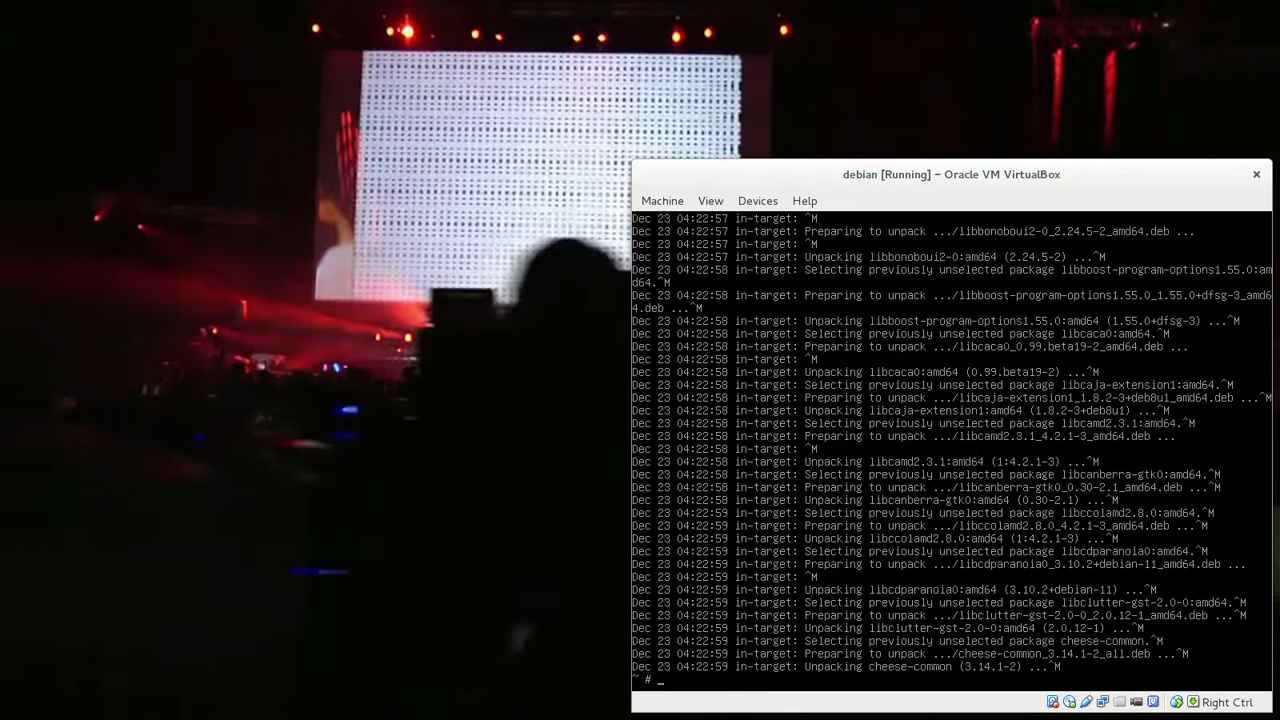 debian [Running] – Oracle VM VirtualBox
Machine View Devices Help
Dec 23 04:22:57 in-target: ^M
Dec 23 04:22:57 in-target: Preparing to unpack .../libbonoboui2-0_2.24.5-2_amd64.deb ...
Dec 23 04:22:57 in-target: ^M
Dec 23 04:22:57 in-target: Unpacking libbonoboui2-0:amd64 (2.24.5-2) ...^M
Dec 23 04:22:58 in-target: Selecting previously unselected package libboost-program-options1.55.0:am
d64.^M
Dec 23 04:22:58 in-target: Preparing to unpack .../libboost-program-options1.55.0_1.55.0+dfsg-3_amd6
4.deb ...^M
Dec 23 04:22:58 in-target: Unpacking libboost-program-options1.55.0:amd64 (1.55.0+dfsg-3) ...^M
Dec 23 04:22:58 in-target: Selecting previously unselected package libcaca0:amd64.^M
Dec 23 04:22:58 in-target: Preparing to unpack .../libcaca0_0.99.beta19-2_amd64.deb ...
Dec 23 04:22:58 in-target: ^M
Dec 23 04:22:58 in-target: Unpacking libcaca0:amd64 (0.99.beta19-2) ...^M
Dec 23 04:22:58 in-target: Selecting previously unselected package libcaja-extension1:amd64.^M
Dec 23 04:22:58 in-target: Preparing to unpack .../libcaja-extension1_1.8.2-3+deb8u1_amd64.deb ...^M
Dec 23 04:22:58 in-target: Unpacking libcaja-extension1:amd64 (1.8.2-3+deb8u1) ...^M
Dec 23 04:22:58 in-target: Selecting previously unselected package libcamd2.3.1:amd64.^M
Dec 23 04:22:58 in-target: Preparing to unpack .../libcamd2.3.1_4.2.1-3_amd64.deb ...
Dec 23 04:22:58 in-target: ^M
Dec 23 04:22:58 in-target: Unpacking libcamd2.3.1:amd64 (1:4.2.1-3) ...^M
Dec 23 04:22:58 in-target: Selecting previously unselected package libcanberra-gtk0:amd64.^M
Dec 23 04:22:58 in-target: Preparing to unpack .../libcanberra-gtk0_0.30-2.1_amd64.deb ...^M
Dec 23 04:22:58 in-target: Unpacking libcanberra-gtk0:amd64 (0.30-2.1) ...^M
Dec 23 04:22:59 in-target: Selecting previously unselected package libccolamd2.8.0:amd64.^M
Dec 23 04:22:59 in-target: Preparing to unpack .../libccolamd2.8.0_4.2.1-3_amd64.deb ...^M
Dec 23 04:22:59 in-target: Unpacking libccolamd2.8.0:amd64 (1:4.2.1-3) ...^M
Dec 23 04:22:59 in-target: Selecting previously unselected package libcdparanoia0:amd64.^M
Dec 23 04:22:59 in-target: Preparing to unpack .../libcdparanoia0_3.10.2+debian-11_amd64.deb ...
Dec 23 04:22:59 in-target: ^M
Dec 23 04:22:59 in-target: Unpacking libcdparanoia0:amd64 (3.10.2+debian-11) ...^M
Dec 23 04:22:59 in-target: Selecting previously unselected package libclutter-gst-2.0-0:amd64.^M
Dec 23 04:22:59 in-target: Preparing to unpack .../libclutter-gst-2.0-0_2.0.12-1_amd64.deb ...^M
Dec 23 04:22:59 in-target: Unpacking libclutter-gst-2.0-0:amd64 (2.0.12-1) ...^M
Dec 23 04:22:59 in-target: Selecting previously unselected package cheese-common.^M
Dec 23 04:22:59 in-target: Preparing to unpack .../cheese-common_3.14.1-2_all.deb ...^M
Dec 23 04:22:59 in-target: Unpacking cheese-common (3.14.1-2) ...^M
~ # _
Right Ctrl